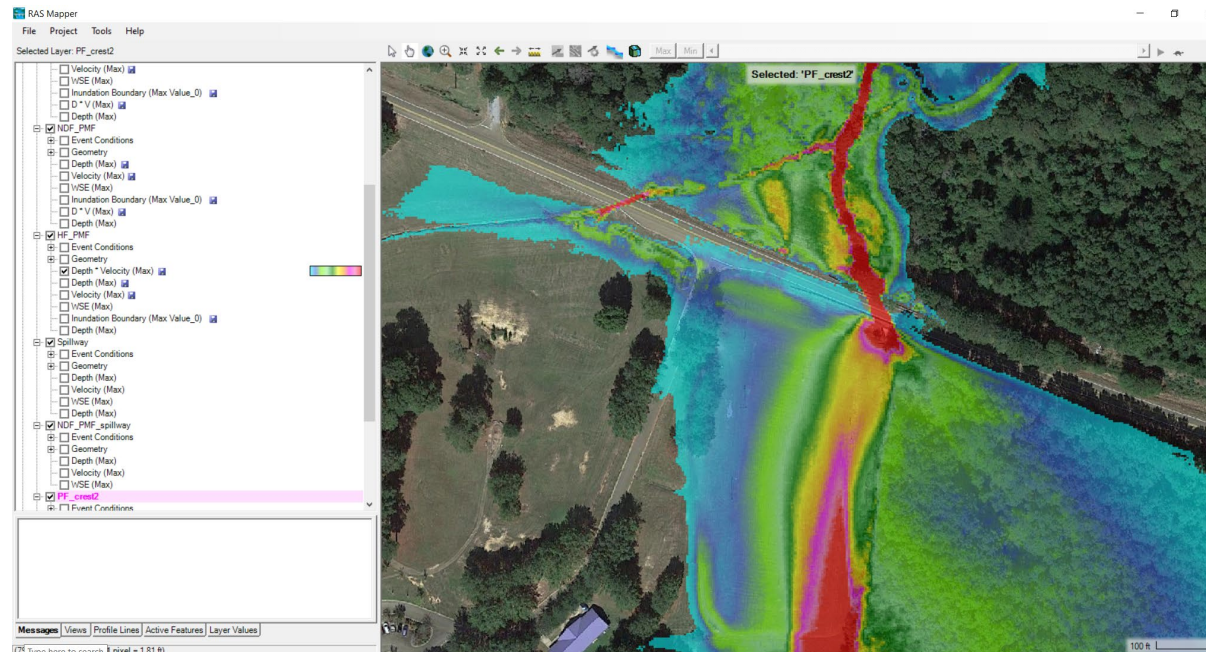 RAS Mapper
File Project Tools Help
Selected Layer: PF_crest2
Max Min
Velocity (Max)
WSE (Max)
Inundation Boundary (Max Value_0)
D * V (Max)
Depth (Max)
NDF_PMF
Event Conditions
Geometry
Depth (Max)
Velocity (Max)
WSE (Max)
Inundation Boundary (Max Value_0)
D * V (Max)
Depth (Max)
HF_PMF
Event Conditions
Geometry
Depth * Velocity (Max)
Depth (Max)
Velocity (Max)
WSE (Max)
Inundation Boundary (Max Value_0)
Depth (Max)
Spillway
Event Conditions
Geometry
Depth (Max)
Velocity (Max)
WSE (Max)
Depth (Max)
NDF_PMF_spillway
Event Conditions
Geometry
Depth (Max)
Velocity (Max)
WSE (Max)
PF_crest2
Event Conditions
Selected: 'PF_crest2'
100 ft
Messages Views Profile Lines Active Features Layer Values
Type here to search pixel = 1.81 ft)